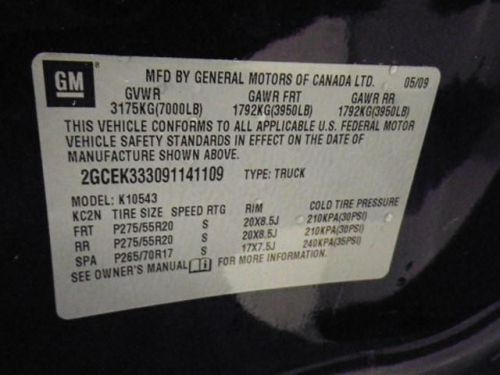 GM
MFD BY GENERAL MOTORS OF CANADA LTD. 05/09
GVWR GAWR FRT GAWR RR
3175KG(7000LB) 1792KG(3950LB) 1792KG(3950LB)
THIS VEHICLE CONFORMS TO ALL APPLICABLE U.S. FEDERAL MOTOR
VEHICLE SAFETY STANDARDS IN EFFECT ON THE DATE OF
MANUFACTURE SHOWN ABOVE.
2GCEK333091141109 TYPE: TRUCK
MODEL: K10543
KC2N TIRE SIZE SPEED RTG RIM COLD TIRE PRESSURE
FRT P275/55R20 S 20X8.5J 210KPA(30PSI)
RR P275/55R20 S 20X8.5J 210KPA(30PSI)
SPA P265/70R17 S 17X7.5J 240KPA(35PSI)
SEE OWNER'S MANUAL FOR MORE INFORMATION.